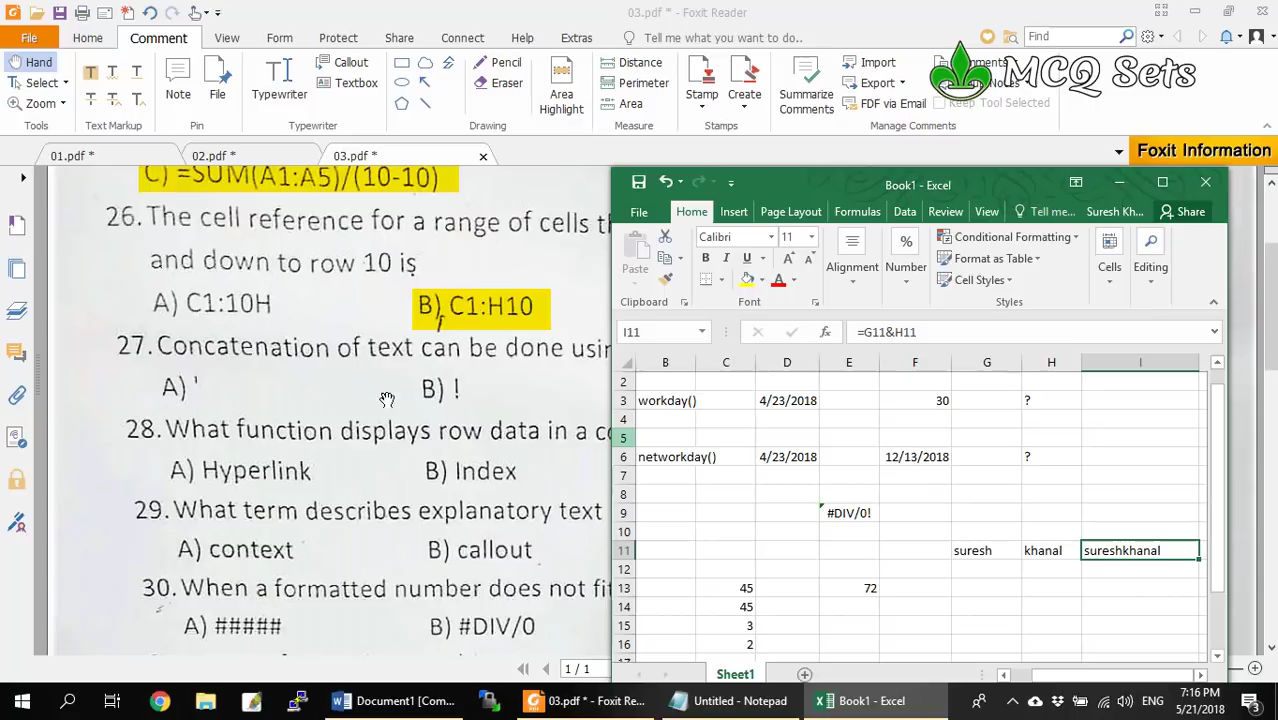 03.pdf * - Foxit Reader
File Home Comment View Form Protect Share Connect Help Extras Tell me what you want to do.. Find
Hand Select Zoom Tools
Text Markup
Note File Pin
Typewriter Callout Textbox Typewriter
Pencil Eraser Drawing
Area Highlight
Distance Perimeter Area Measure
Stamp Create Stamps
Summarize Comments Import Export FDF via Email Comments Keep Tool Selected Manage Comments
MCQ Sets
01.pdf * 02.pdf * 03.pdf *
Foxit Information
C) =SUM(A1:A5)/(10-10)
26. The cell reference for a range of cells th
and down to row 10 is
A) C1:10H B) C1:H10
27. Concatenation of text can be done usin
A) ' B) !
28. What function displays row data in a co
A) Hyperlink B) Index
29. What term describes explanatory text
A) context B) callout
30. When a formatted number does not fit
A) ##### B) #DIV/0
1 / 1
Book1 - Excel
File Home Insert Page Layout Formulas Data Review View Tell me... Suresh Kh... Share
Paste Clipboard
Calibri 11
B I U Font
Alignment
Number
Conditional Formatting
Format as Table
Cell Styles
Styles
Cells
Editing
I11 fx =G11&H11
B C D E F G H I
2
3 workday() 4/23/2018 30 ?
4
5
6 networkday() 4/23/2018 12/13/2018 ?
7
8
9 #DIV/0!
10
11 suresh khanal sureshkhanal
12
13 45 72
14 45
15 3
16 2
17
Sheet1
Document1 [Com... 03.pdf * - Foxit Re... Untitled - Notepad Book1 - Excel
ENG
7:16 PM
5/21/2018
3